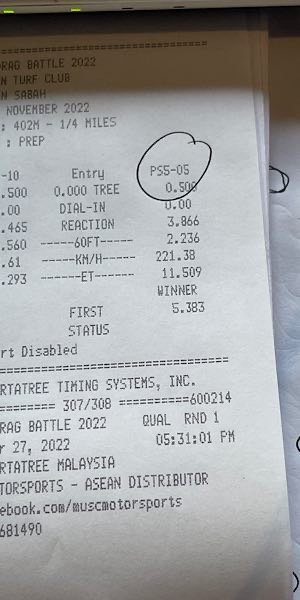 ================================
DRAG BATTLE 2022
N TURF CLUB
N SABAH
NOVEMBER 2022
: 402M - 1/4 MILES
: PREP
-10 Entry PS5-05
.500 0.000 TREE 0.500
.00 DIAL-IN 0.00
.465 REACTION 3.866
.560 -----60FT----- 2.236
.61 -----KM/H----- 221.38
.293 ------ET------ 11.509
WINNER
FIRST 5.383
STATUS
rt Disabled
================================
RTATREE TIMING SYSTEMS, INC.
======== 307/308 ==========600214
RAG BATTLE 2022 QUAL RND 1
r 27, 2022 05:31:01 PM
RTATREE MALAYSIA
TORSPORTS - ASEAN DISTRIBUTOR
ebook.com/muscmotorsports
681490